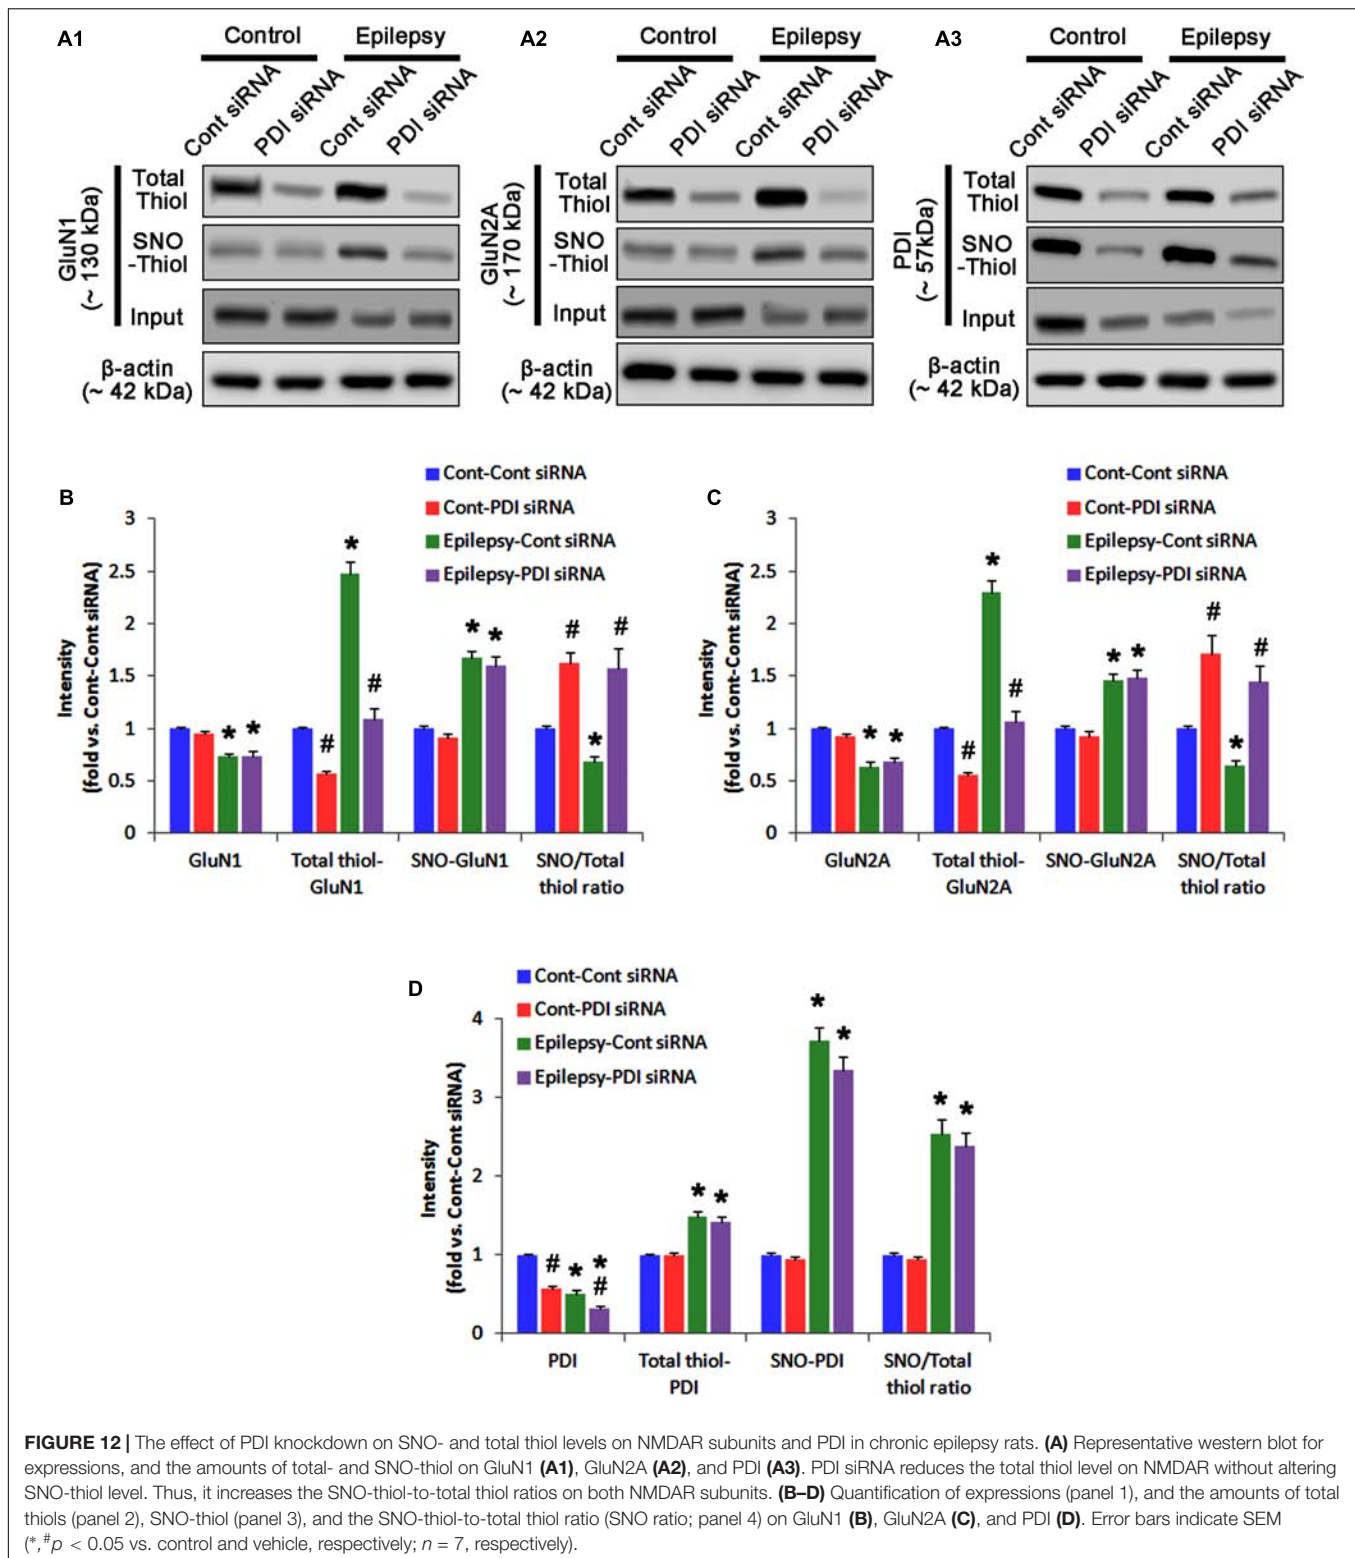 A1
Control Epilepsy
Cont siRNA PDI siRNA Cont siRNA PDI siRNA
GluN1
(~ 130 kDa)
Total
Thiol
SNO
-Thiol
Input
β-actin
(~ 42 kDa)
A2
Control Epilepsy
Cont siRNA PDI siRNA Cont siRNA PDI siRNA
GluN2A
(~ 170 kDa)
Total
Thiol
SNO
-Thiol
Input
β-actin
(~ 42 kDa)
A3
Control Epilepsy
Cont siRNA PDI siRNA Cont siRNA PDI siRNA
PDI
(~ 57kDa)
Total
Thiol
SNO
-Thiol
Input
β-actin
(~ 42 kDa)
B
Cont-Cont siRNA
Cont-PDI siRNA
Epilepsy-Cont siRNA
Epilepsy-PDI siRNA
Intensity
(fold vs. Cont-Cont siRNA)
3
2.5
2
1.5
1
0.5
0
* * # * # * * # * #
GluN1
Total thiol-
GluN1
SNO-GluN1
SNO/Total
thiol ratio
C
Cont-Cont siRNA
Cont-PDI siRNA
Epilepsy-Cont siRNA
Epilepsy-PDI siRNA
Intensity
(fold vs. Cont-Cont siRNA)
3
2.5
2
1.5
1
0.5
0
* * # * # * * # * #
GluN2A
Total thiol-
GluN2A
SNO-GluN2A
SNO/Total
thiol ratio
D
Cont-Cont siRNA
Cont-PDI siRNA
Epilepsy-Cont siRNA
Epilepsy-PDI siRNA
Intensity
(fold vs. Cont-Cont siRNA)
4
3
2
1
0
# * * # * * * * * *
PDI
Total thiol-
PDI
SNO-PDI
SNO/Total
thiol ratio
FIGURE 12 | The effect of PDI knockdown on SNO- and total thiol levels on NMDAR subunits and PDI in chronic epilepsy rats. (A) Representative western blot for
expressions, and the amounts of total- and SNO-thiol on GluN1 (A1), GluN2A (A2), and PDI (A3). PDI siRNA reduces the total thiol level on NMDAR without altering
SNO-thiol level. Thus, it increases the SNO-thiol-to-total thiol ratios on both NMDAR subunits. (B–D) Quantification of expressions (panel 1), and the amounts of total
thiols (panel 2), SNO-thiol (panel 3), and the SNO-thiol-to-total thiol ratio (SNO ratio; panel 4) on GluN1 (B), GluN2A (C), and PDI (D). Error bars indicate SEM
(*,#p < 0.05 vs. control and vehicle, respectively; n = 7, respectively).